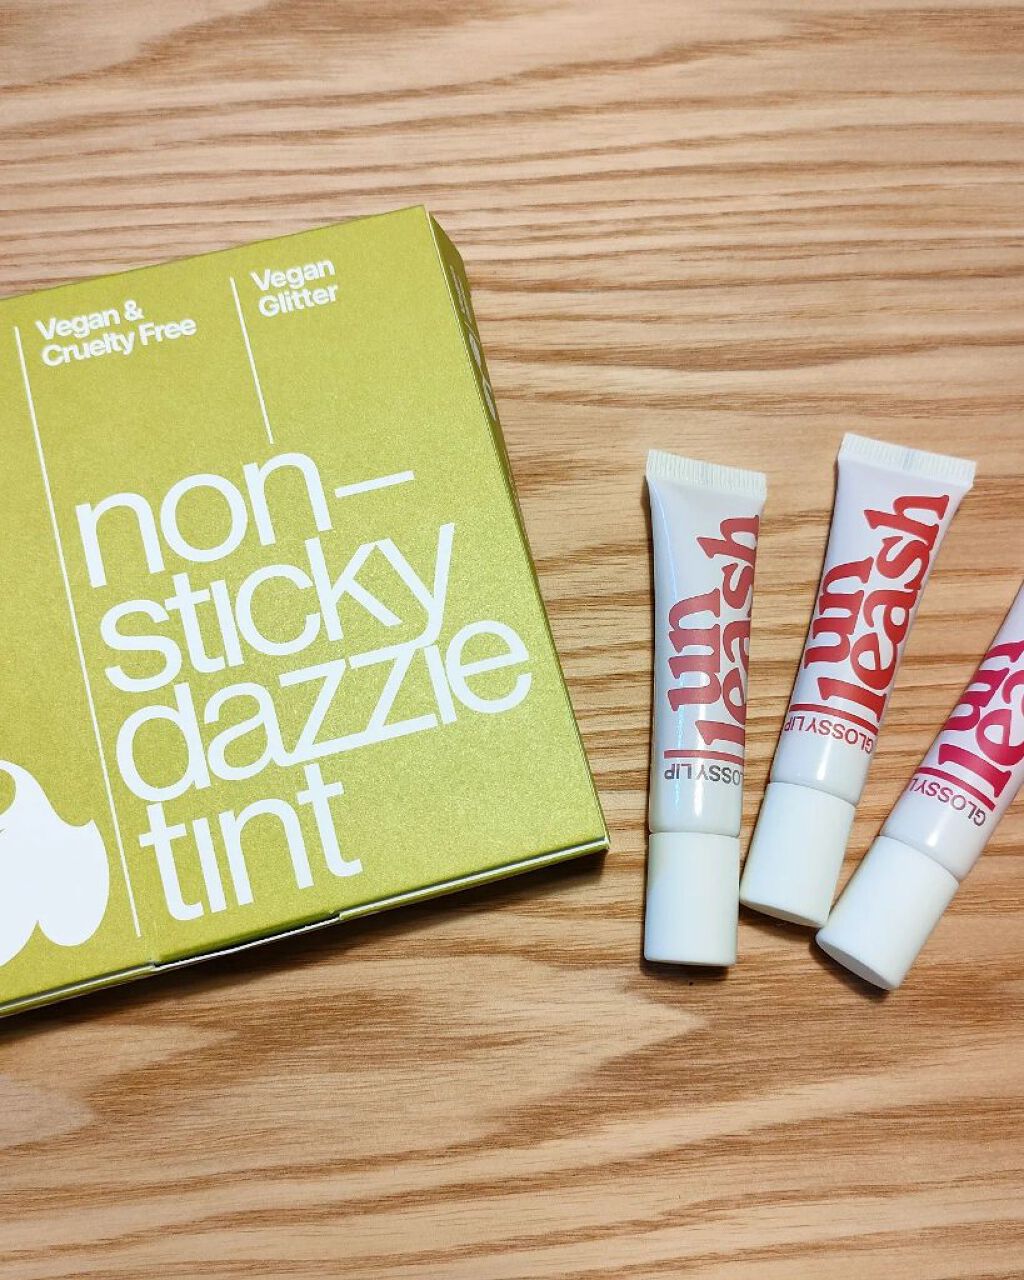 Vegan &
Cruelty Free
Vegan
Glitter
non-
sticky
dazzle
tint
un
leash
GLOSSY LIP
un
leash
GLOSSY LIP
un
leash
GLOSSY